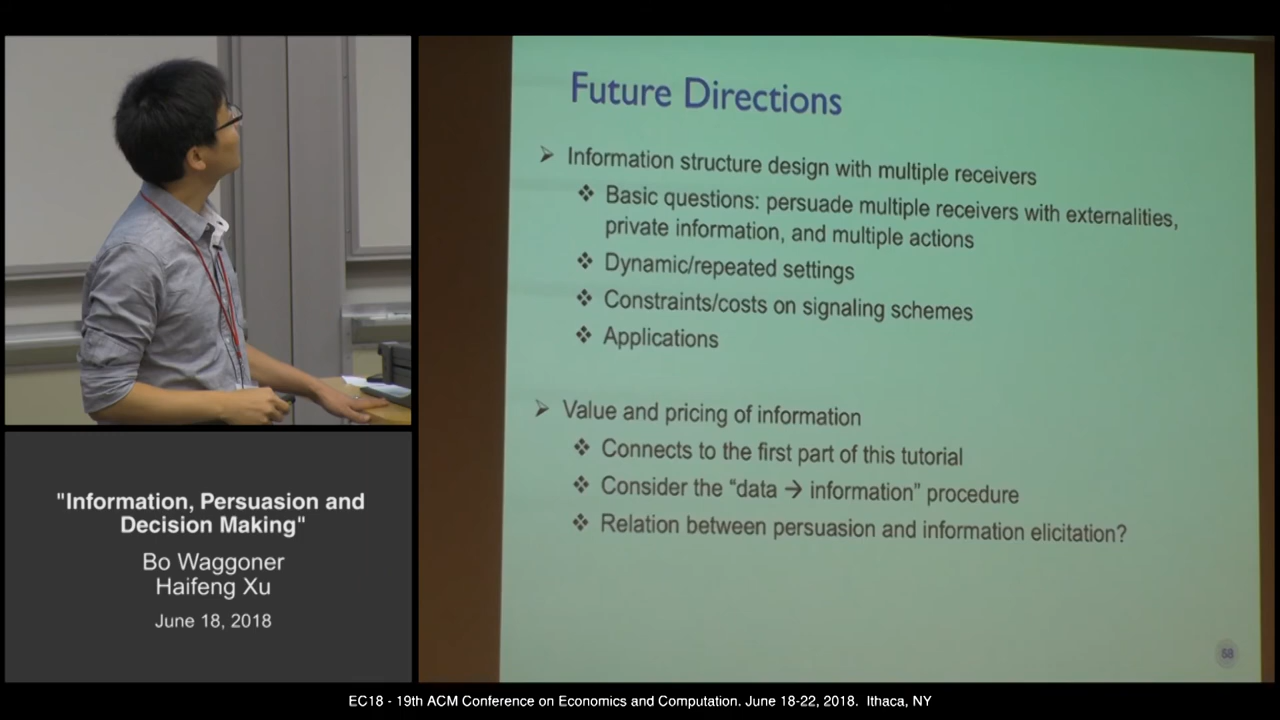 Future Directions
Information structure design with multiple receivers
Basic questions: persuade multiple receivers with externalities,
private information, and multiple actions
Dynamic/repeated settings
Constraints/costs on signaling schemes
Applications
Value and pricing of information
Connects to the first part of this tutorial
Consider the “data → information” procedure
Relation between persuasion and information elicitation?
58
"Information, Persuasion and
Decision Making"
Bo Waggoner
Haifeng Xu
June 18, 2018
EC18 - 19th ACM Conference on Economics and Computation. June 18-22, 2018.  Ithaca, NY